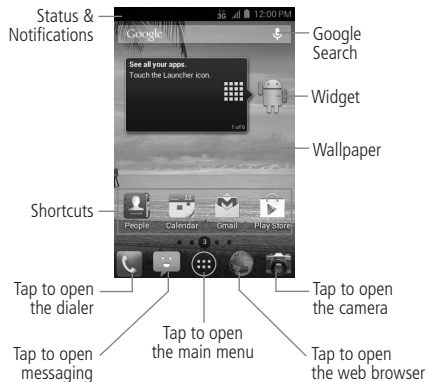 Status &
Notifications
3G 12:00 PM
Google
Google
Search
See all your apps.
Touch the Launcher icon.
1 of 6
Widget
Wallpaper
Shortcuts
People Calendar Gmail Play Store
3
Tap to open
the dialer
Tap to open
messaging
Tap to open
the main menu
Tap to open
the web browser
Tap to open
the camera